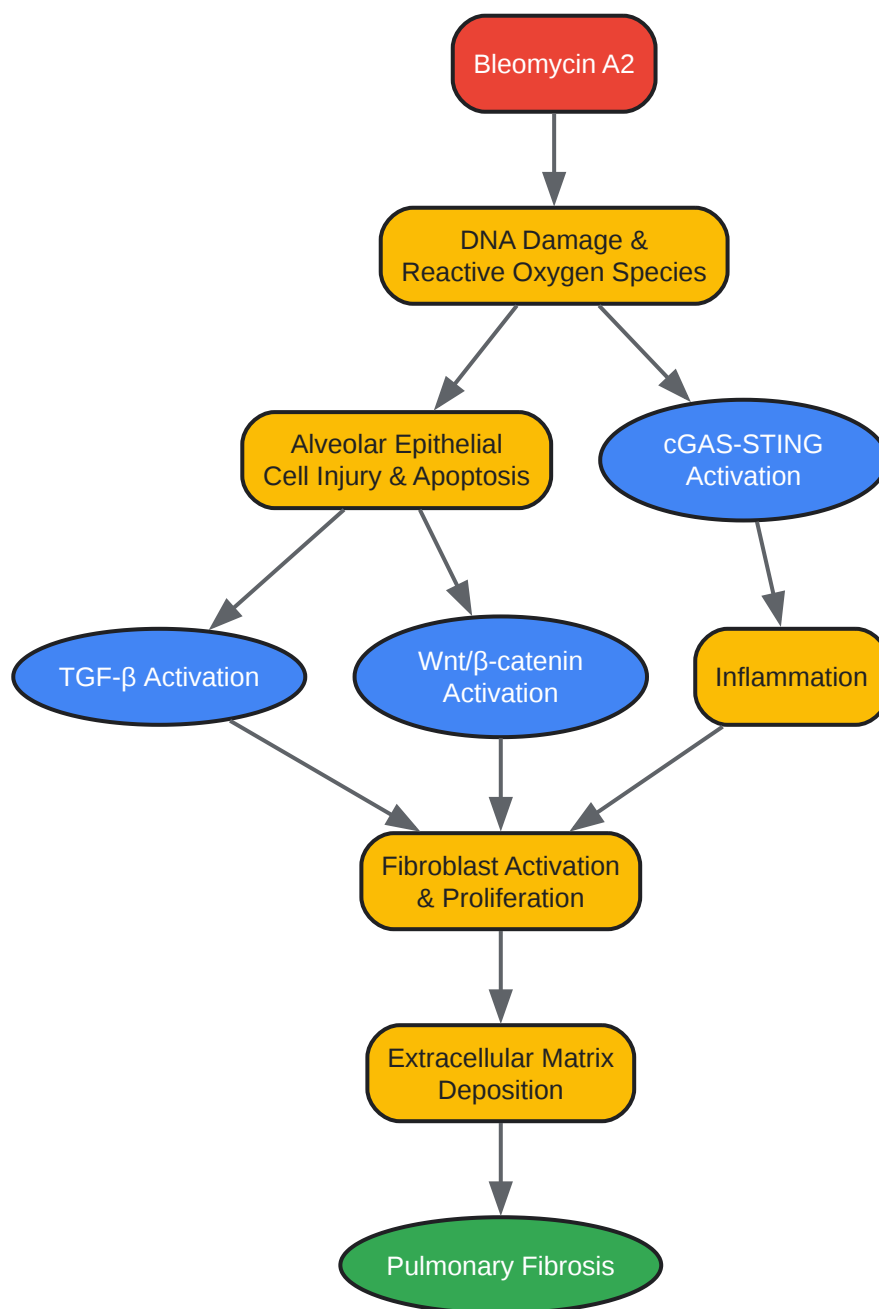 Bleomycin A2
DNA Damage &
Reactive Oxygen Species
Alveolar Epithelial
Cell Injury & Apoptosis
cGAS-STING
Activation
TGF-β Activation
Wnt/β-catenin
Activation
Inflammation
Fibroblast Activation
& Proliferation
Extracellular Matrix
Deposition
Pulmonary Fibrosis